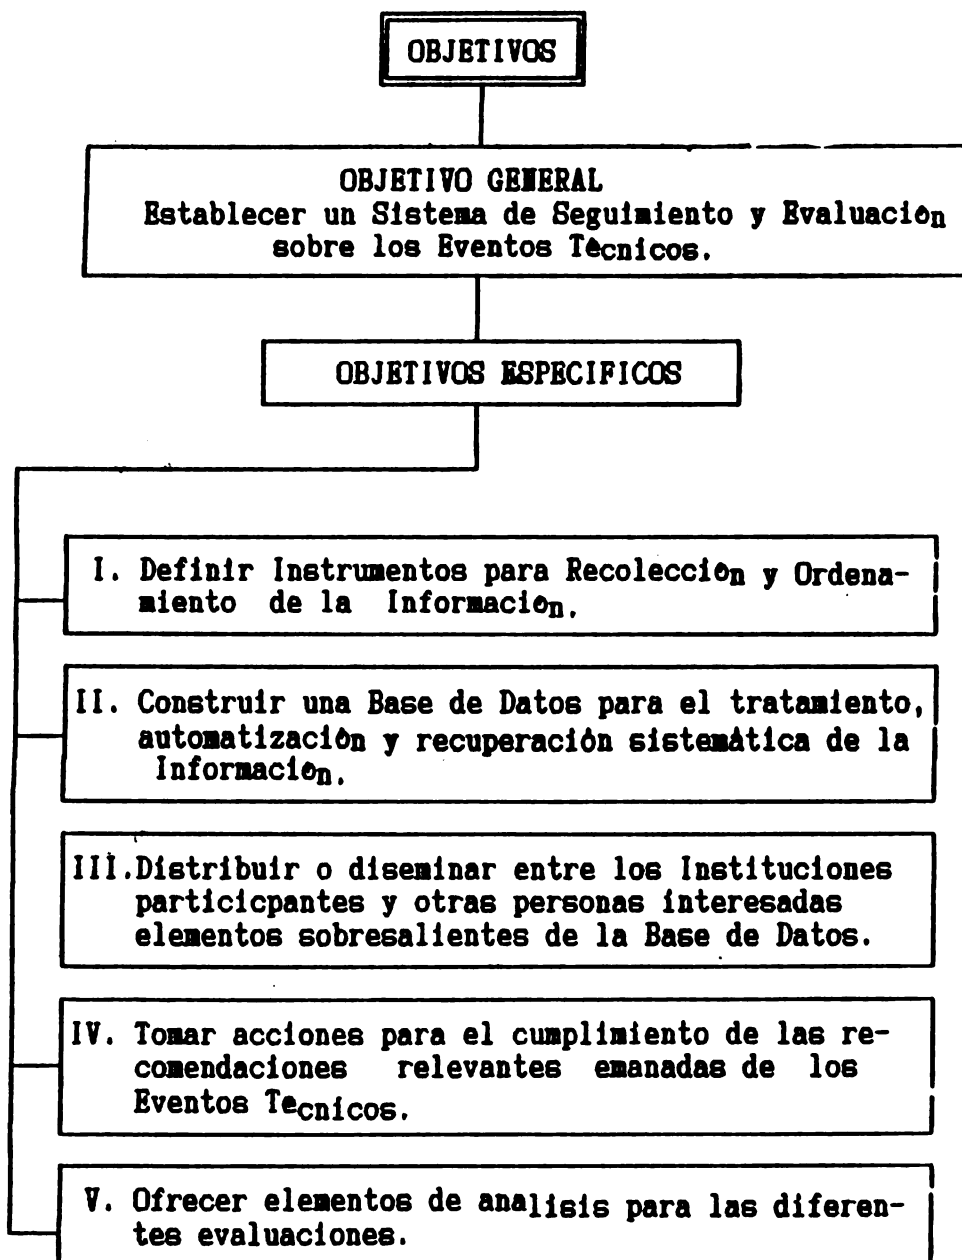 OBJETIVOS
OBJETIVO GENERAL
Establecer un Sistema de Seguimiento y Evaluación
sobre los Eventos Técnicos.
OBJETIVOS ESPECIFICOS
I. Definir Instrumentos para Recolección y Ordena-
miento de la Información.
II. Construir una Base de Datos para el tratamiento,
automatización y recuperación sistemática de la
Información.
III.Distribuir o diseminar entre los Instituciones
particicpantes y otras personas interesadas
elementos sobresalientes de la Base de Datos.
IV. Tomar acciones para el cumplimiento de las re-
comendaciones relevantes emanadas de los
Eventos Tecnicos.
V. Ofrecer elementos de analisis para las diferen-
tes evaluaciones.